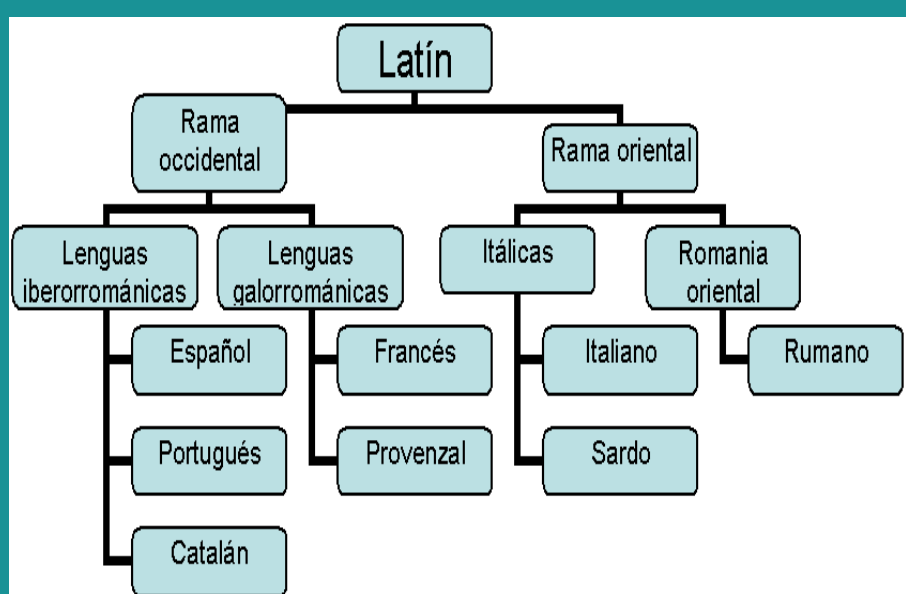 Latín
Rama
occidental
Rama oriental
Lenguas
iberorrománicas
Lenguas
galorrománicas
Itálicas
Romania
oriental
Español
Francés
Italiano
Rumano
Portugués
Provenzal
Sardo
Catalán